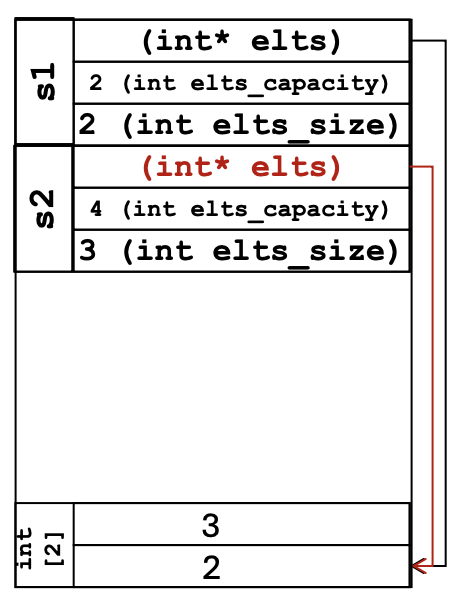 s1
(int* elts)
2 (int elts_capacity)
2 (int elts_size)
s2
(int* elts)
4 (int elts_capacity)
3 (int elts_size)
int
[2]
3
2